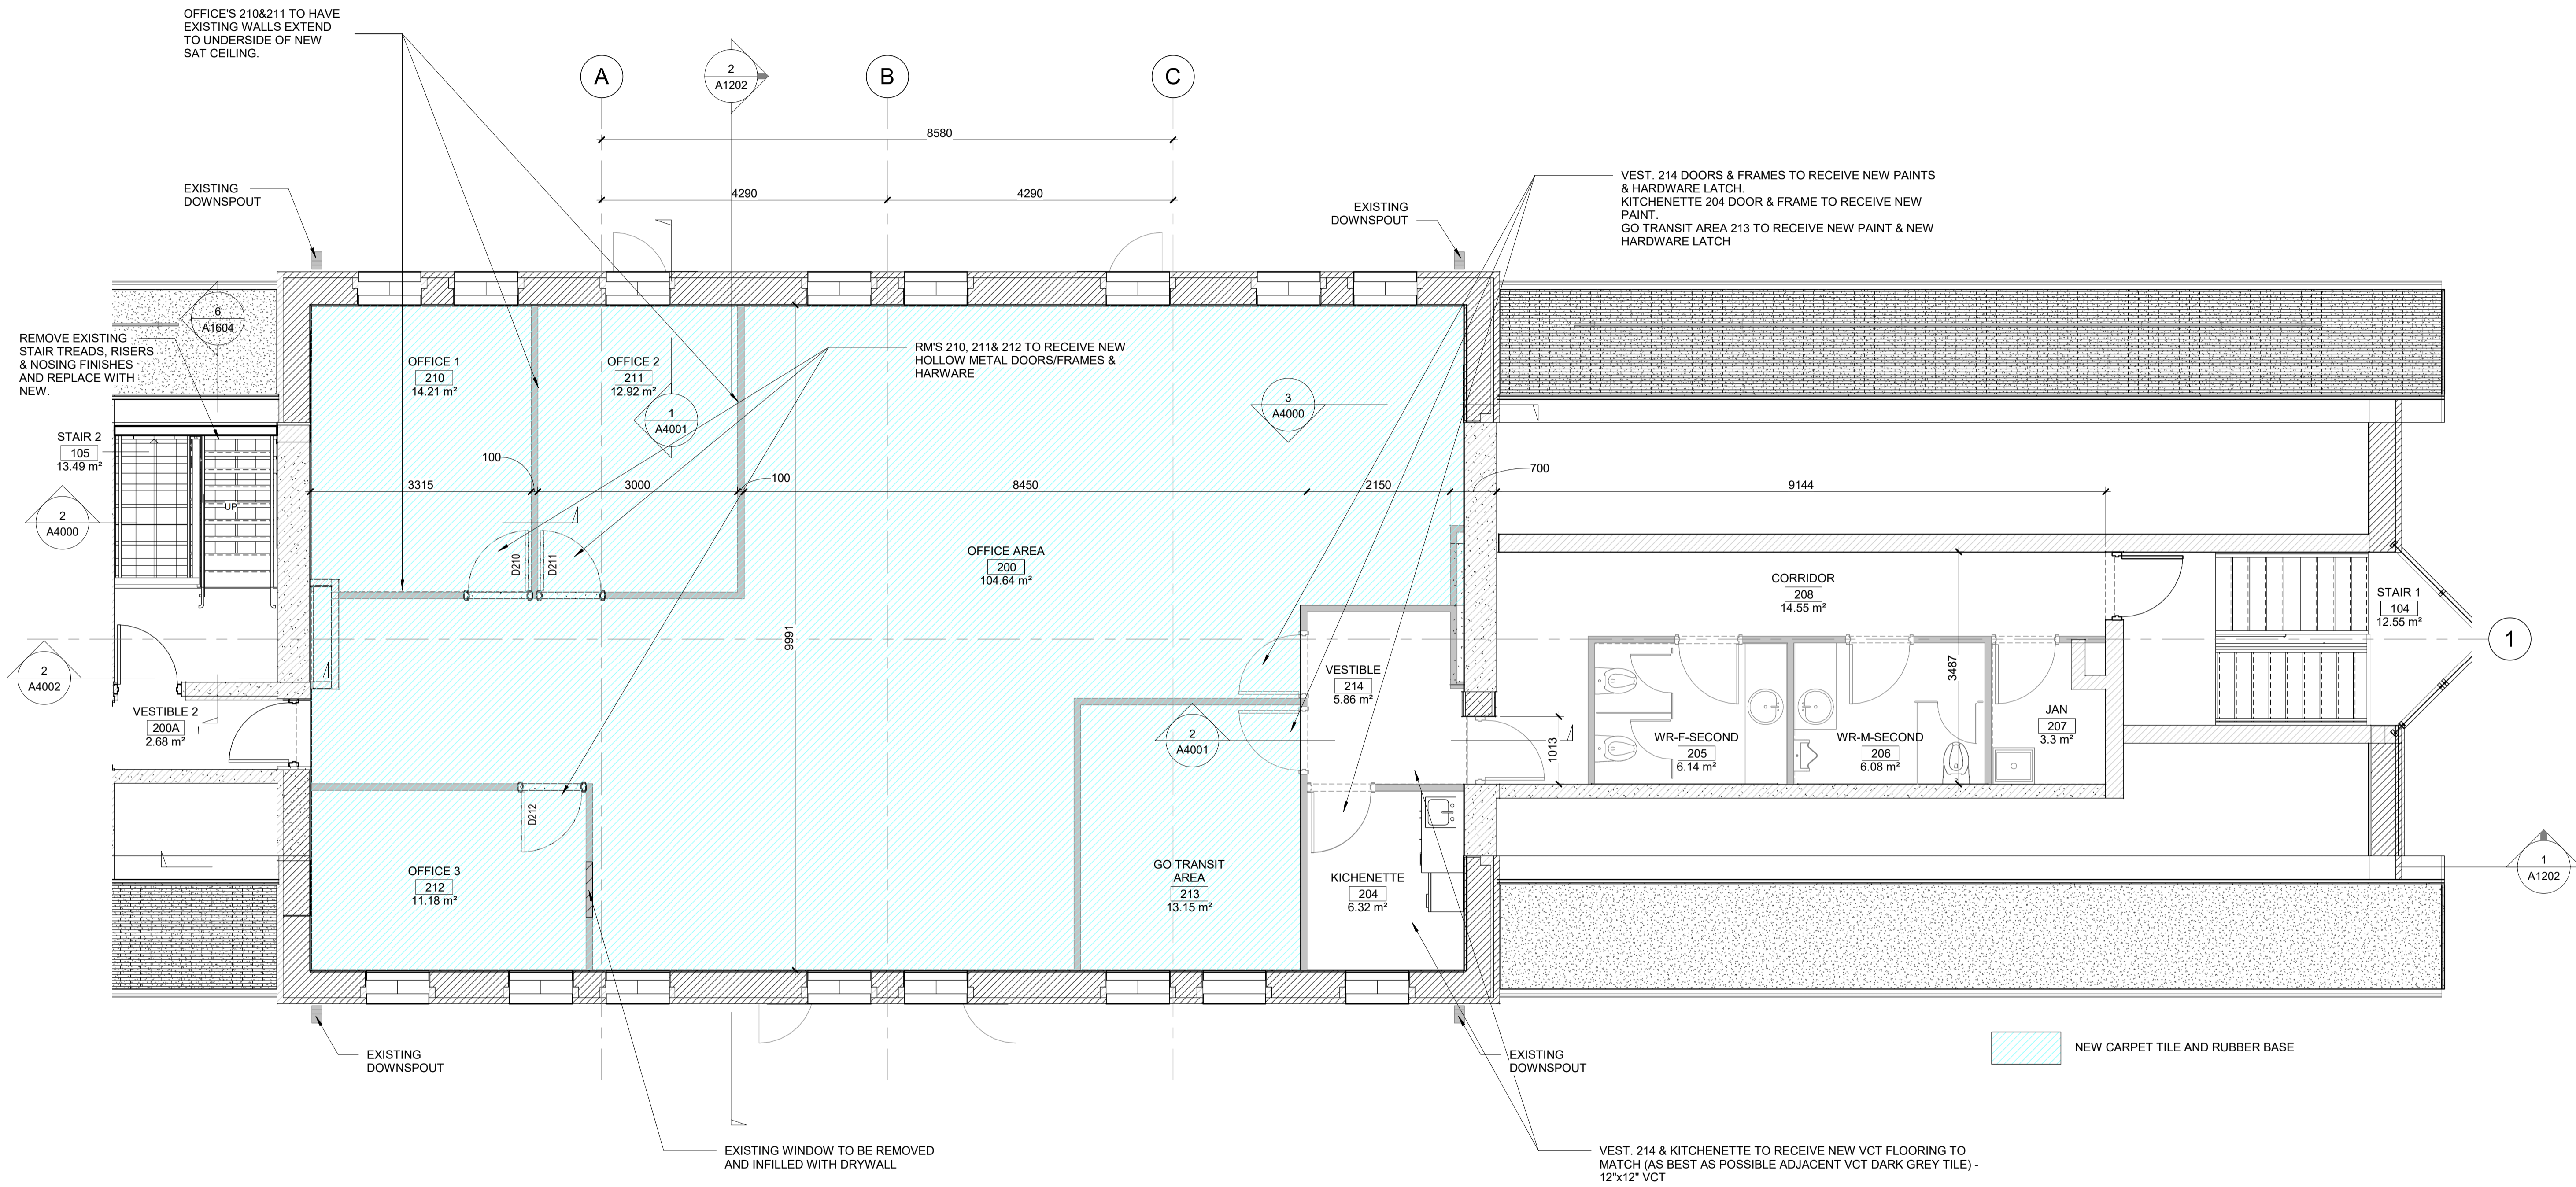 OFFICE'S 210&211 TO HAVE
EXISTING WALLS EXTEND
TO UNDERSIDE OF NEW
SAT CEILING.
A
2
A1202
B
C
8580
4290
4290
EXISTING
DOWNSPOUT
EXISTING
DOWNSPOUT
VEST. 214 DOORS & FRAMES TO RECEIVE NEW PAINTS
& HARDWARE LATCH.
KITCHENETTE 204 DOOR & FRAME TO RECEIVE NEW
PAINT.
GO TRANSIT AREA 213 TO RECEIVE NEW PAINT & NEW
HARDWARE LATCH
6
A1604
REMOVE EXISTING
STAIR TREADS, RISERS
& NOSING FINISHES
AND REPLACE WITH
NEW.
OFFICE 1
210
14.21 m²
OFFICE 2
211
12.92 m²
RM'S 210, 211& 212 TO RECEIVE NEW
HOLLOW METAL DOORS/FRAMES &
HARWARE
1
A4001
3
A4000
STAIR 2
105
13.49 m²
UP
2
A4000
100
100
700
3315
3000
8450
2150
9144
D210
D211
OFFICE AREA
200
104.64 m²
9991
CORRIDOR
208
14.55 m²
STAIR 1
104
12.55 m²
1
2
A4002
VESTIBLE
214
5.86 m²
3487
VESTIBLE 2
200A
2.68 m²
2
A4001
1013
WR-F-SECOND
205
6.14 m²
WR-M-SECOND
206
6.08 m²
JAN
207
3.3 m²
D212
OFFICE 3
212
11.18 m²
GO TRANSIT
AREA
213
13.15 m²
KICHENETTE
204
6.32 m²
1
A1202
EXISTING
DOWNSPOUT
EXISTING
DOWNSPOUT
NEW CARPET TILE AND RUBBER BASE
EXISTING WINDOW TO BE REMOVED
AND INFILLED WITH DRYWALL
VEST. 214 & KITCHENETTE TO RECEIVE NEW VCT FLOORING TO
MATCH (AS BEST AS POSSIBLE ADJACENT VCT DARK GREY TILE) -
12"x12" VCT